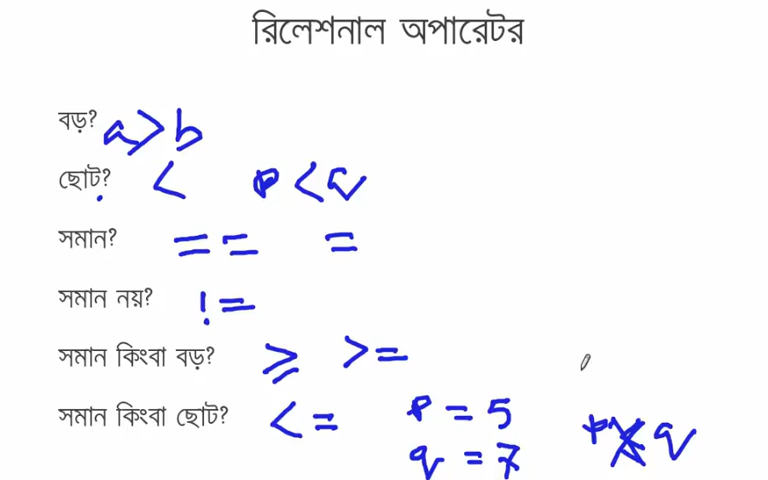 রিলেশনাল অপারেটর
বড়? a > b
ছোট? < p < q
সমান? == =
সমান নয়? !=
সমান কিংবা বড়? ≥ >=
সমান কিংবা ছোট? <= p = 5 p q
q = 7